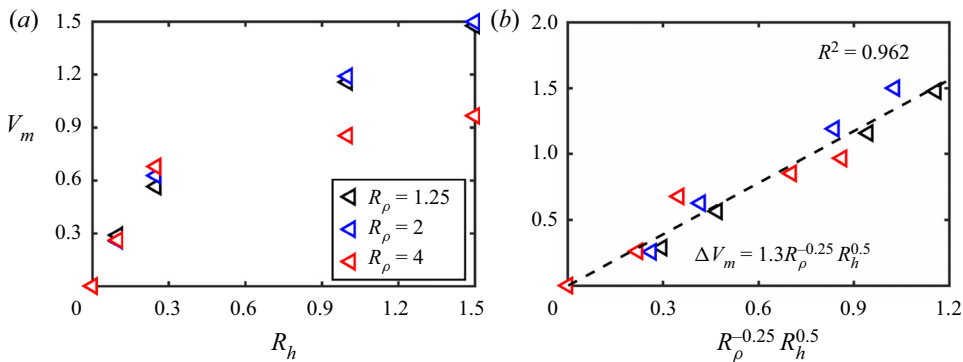 (a)
1.5
1.2
0.9
0.6
0.3
V_m
0 0.3 0.6 0.9 1.2 1.5
R_h
R_ρ = 1.25
R_ρ = 2
R_ρ = 4
(b)
2.0
1.5
1.0
0.5
0 0.3 0.6 0.9 1.2
R_ρ^{-0.25} R_h^{0.5}
R² = 0.962
ΔV_m = 1.3R_ρ^{-0.25} R_h^{0.5}